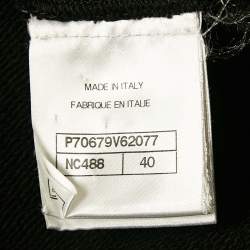 MADE IN ITALY
FABRIQUE EN ITALIE
P70679V62077
NC488 40